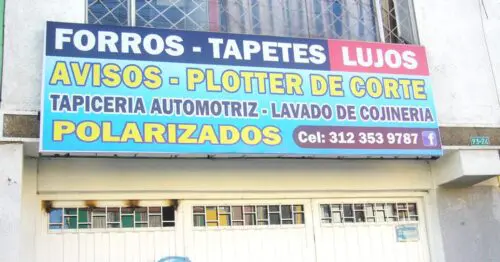 FORROS - TAPETES LUJOS
AVISOS - PLOTTER DE CORTE
TAPICERIA AUTOMOTRIZ - LAVADO DE COJINERIA
POLARIZADOS Cel: 312 353 9787 f